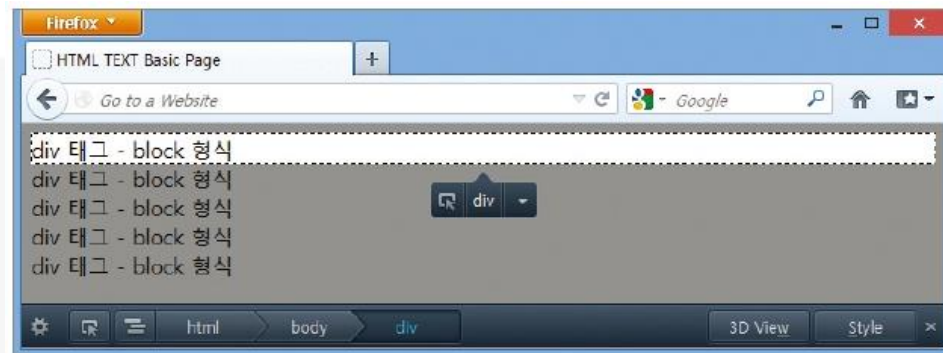 Firefox
HTML TEXT Basic Page
+
Go to a Website
Google
div 태그 - block 형식
div 태그 - block 형식
div 태그 - block 형식
div 태그 - block 형식
div 태그 - block 형식
div
html body div 3D View Style ×